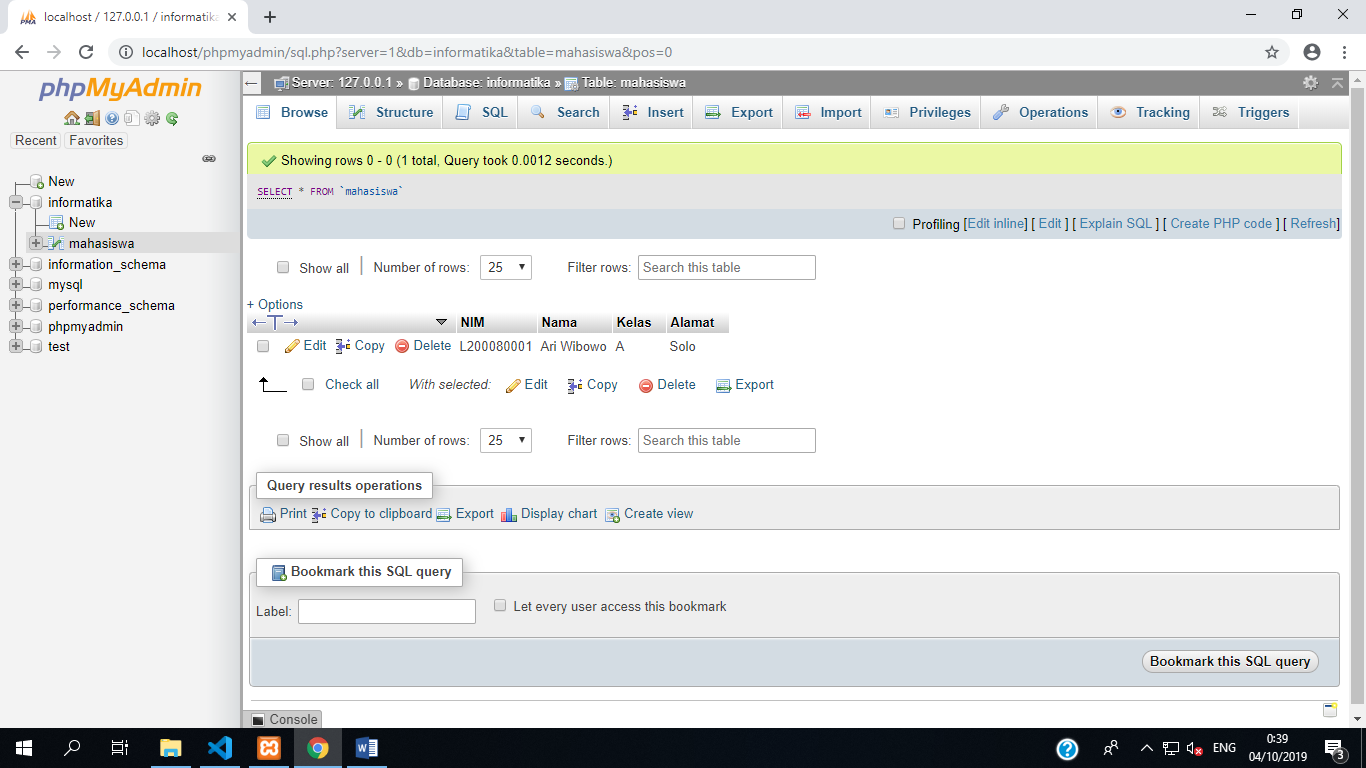 localhost / 127.0.0.1 / informatika
localhost/phpmyadmin/sql.php?server=1&db=informatika&table=mahasiswa&pos=0
phpMyAdmin
Recent Favorites
New
informatika
New
mahasiswa
information_schema
mysql
performance_schema
phpmyadmin
test
Server: 127.0.0.1 » Database: informatika » Table: mahasiswa
Browse Structure SQL Search Insert Export Import Privileges Operations Tracking Triggers
Showing rows 0 - 0 (1 total, Query took 0.0012 seconds.)
SELECT * FROM `mahasiswa`
Profiling [Edit inline] [ Edit ] [ Explain SQL ] [ Create PHP code ] [ Refresh]
Show all | Number of rows: 25 Filter rows: Search this table
+ Options
←T→ NIM Nama Kelas Alamat
Edit Copy Delete L200080001 Ari Wibowo A Solo
Check all With selected: Edit Copy Delete Export
Show all | Number of rows: 25 Filter rows: Search this table
Query results operations
Print Copy to clipboard Export Display chart Create view
Bookmark this SQL query
Label: Let every user access this bookmark
Bookmark this SQL query
Console
ENG
0:39
04/10/2019
3